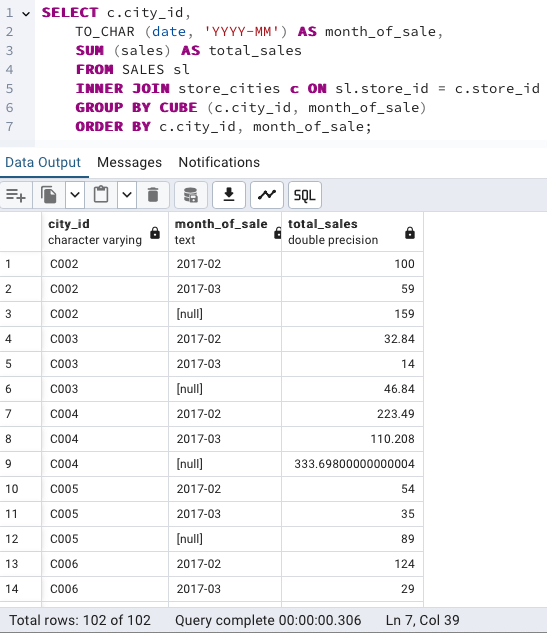 1 SELECT c.city_id,
2 TO_CHAR (date, 'YYYY-MM') AS month_of_sale,
3 SUM (sales) AS total_sales
4 FROM SALES sl
5 INNER JOIN store_cities c ON sl.store_id = c.store_id
6 GROUP BY CUBE (c.city_id, month_of_sale)
7 ORDER BY c.city_id, month_of_sale;
Data Output Messages Notifications
SQL
city_id month_of_sale total_sales
character varying text double precision
1 C002 2017-02 100
2 C002 2017-03 59
3 C002 [null] 159
4 C003 2017-02 32.84
5 C003 2017-03 14
6 C003 [null] 46.84
7 C004 2017-02 223.49
8 C004 2017-03 110.208
9 C004 [null] 333.69800000000004
10 C005 2017-02 54
11 C005 2017-03 35
12 C005 [null] 89
13 C006 2017-02 124
14 C006 2017-03 29
Total rows: 102 of 102 Query complete 00:00:00.306 Ln 7, Col 39